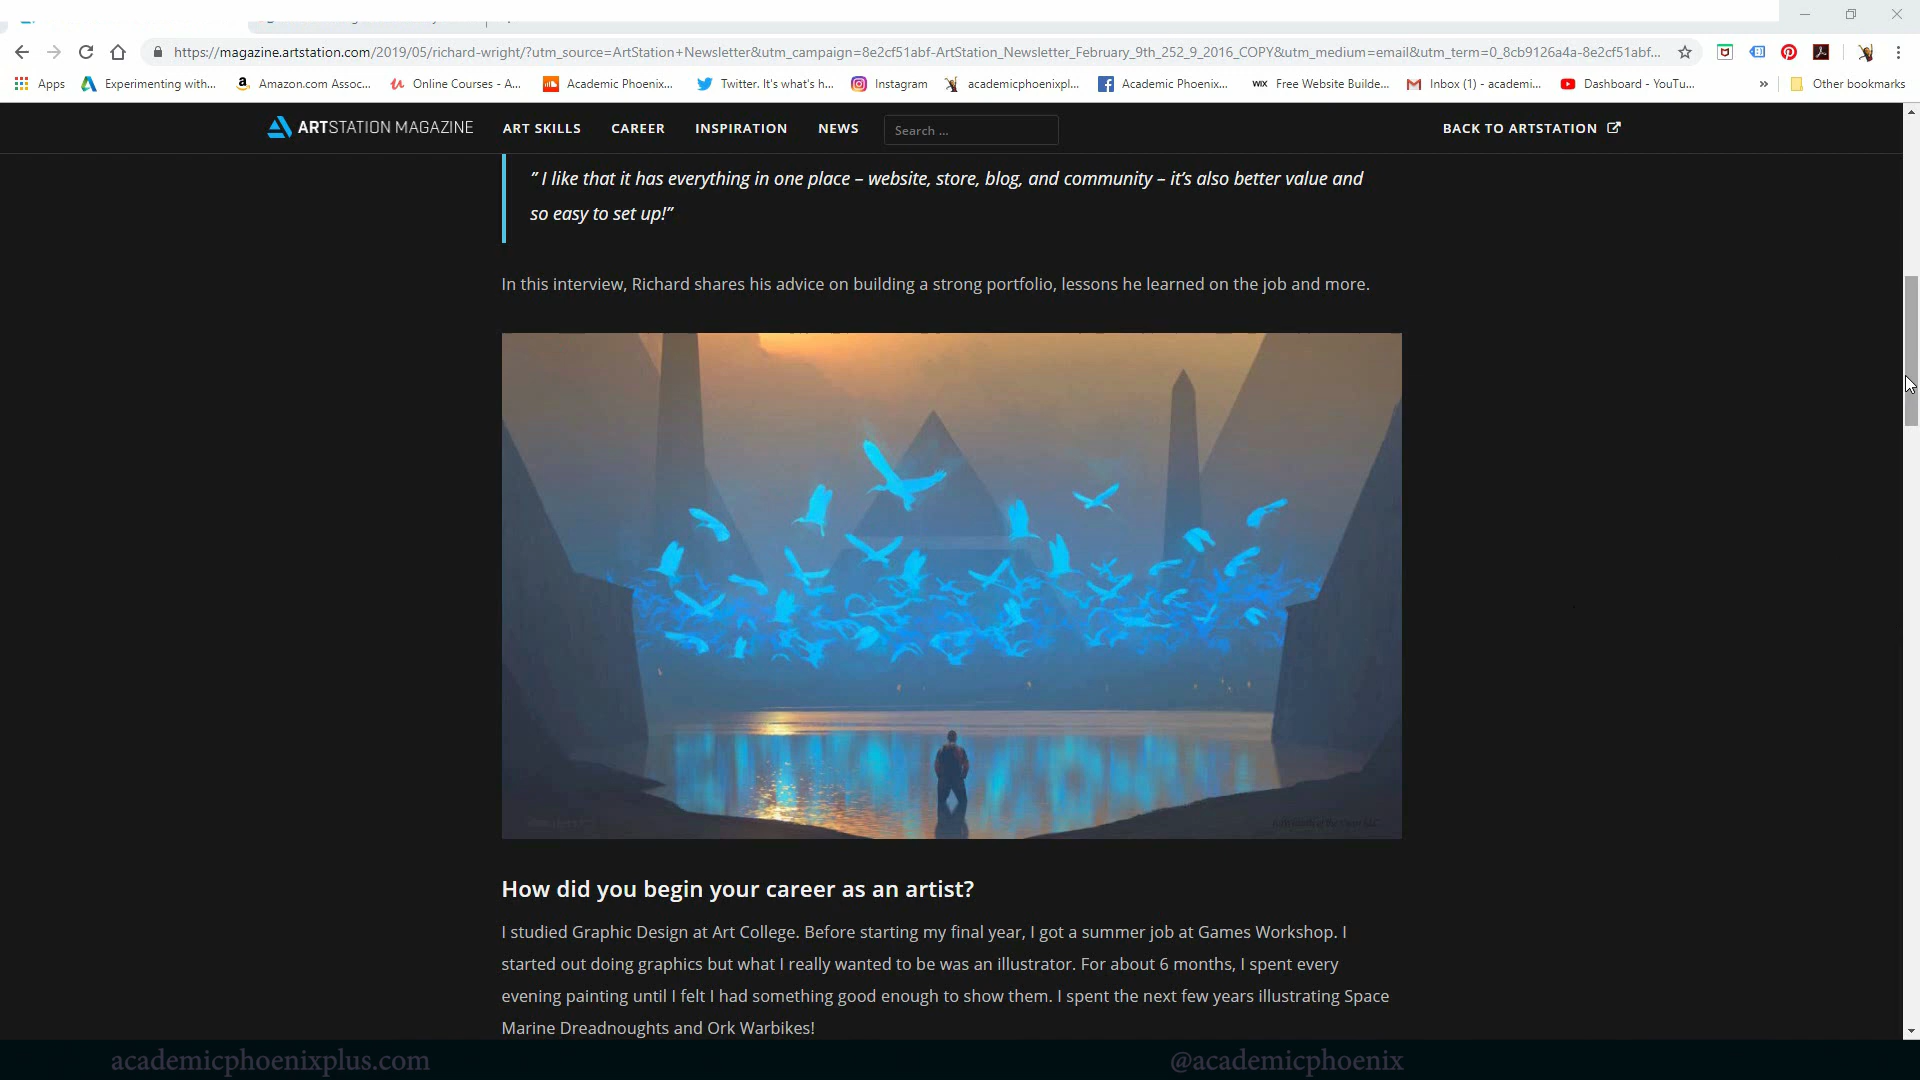 https://magazine.artstation.com/2019/05/richard-wright/?utm_source=ArtStation+Newsletter&utm_campaign=8e2cf51abf-ArtStation_Newsletter_February_9th_252_9_2016_COPY&utm_medium=email&utm_term=0_8cb9126a4a-8e2cf51abf...
Apps Experimenting with... Amazon.com Assoc... Online Courses - A... Academic Phoenix... Twitter. It's what's h... Instagram academicphoenixpl... Academic Phoenix... WIX Free Website Builde... Inbox (1) - academi... Dashboard - YouTu... » Other bookmarks
ARTSTATION MAGAZINE ART SKILLS CAREER INSPIRATION NEWS Search ... BACK TO ARTSTATION
" I like that it has everything in one place – website, store, blog, and community – it's also better value and
so easy to set up!"
In this interview, Richard shares his advice on building a strong portfolio, lessons he learned on the job and more.
How did you begin your career as an artist?
I studied Graphic Design at Art College. Before starting my final year, I got a summer job at Games Workshop. I
started out doing graphics but what I really wanted to be was an illustrator. For about 6 months, I spent every
evening painting until I felt I had something good enough to show them. I spent the next few years illustrating Space
Marine Dreadnoughts and Ork Warbikes!
academicphoenixplus.com @academicphoenix